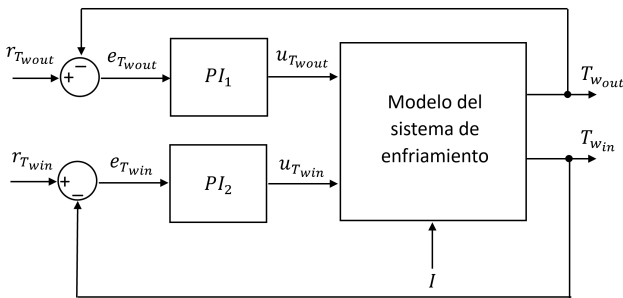 r_{T_{wout}}
+
−
e_{T_{wout}}
PI_1
u_{T_{wout}}
Modelo del
sistema de
enfriamiento
T_{w_{out}}
r_{T_{win}}
+
−
e_{T_{win}}
PI_2
u_{T_{win}}
T_{w_{in}}
I